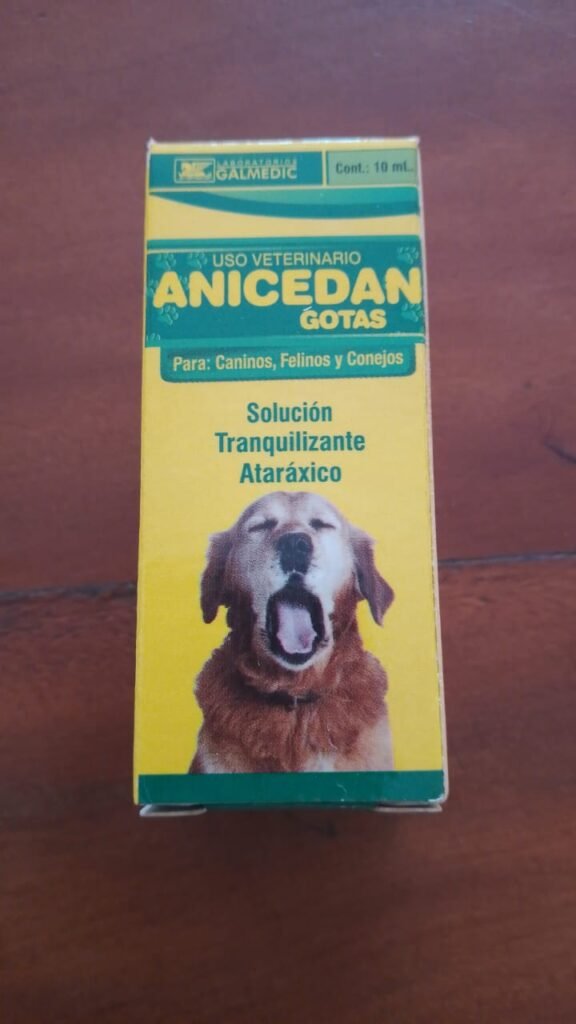 LABORATORIOS
GALMEDIC
Cont.: 10 mL.
USO VETERINARIO
ANICEDAN
GOTAS
Para: Caninos, Felinos y Conejos
Solución
Tranquilizante
Ataráxico